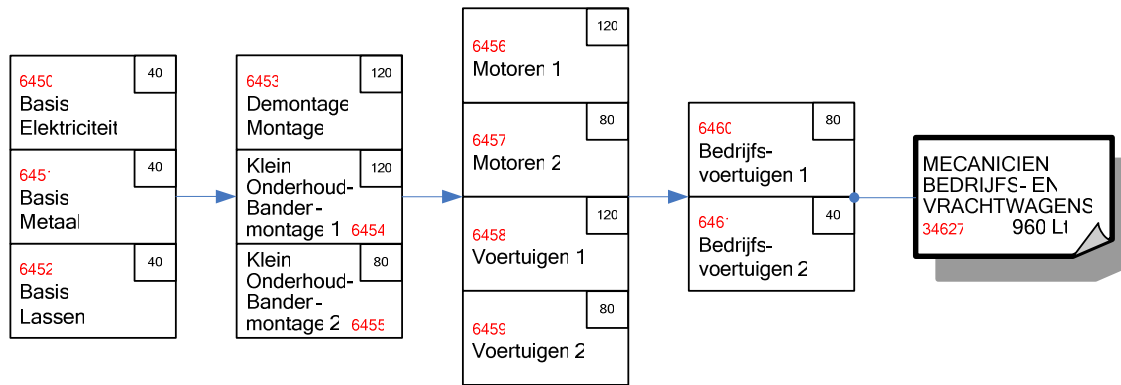 6450
40
Basis
Elektriciteit
6451
40
Basis
Metaal
6452
40
Basis
Lassen
6453
120
Demontage
Montage
Klein
120
Onderhoud-
Banden-
montage 1 6454
Klein
80
Onderhoud-
Banden-
montage 2 6455
6456
120
Motoren 1
6457
80
Motoren 2
6458
120
Voertuigen 1
6459
80
Voertuigen 2
6460
80
Bedrijfs-
voertuigen 1
6461
40
Bedrijfs-
voertuigen 2
MECANICIEN
BEDRIJFS- EN
VRACHTWAGENS
34627 960 Lt